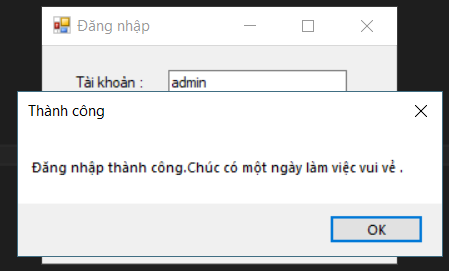 Đăng nhập
Tài khoản : admin
Thành công
Đăng nhập thành công.Chúc có một ngày làm việc vui vẻ .
OK